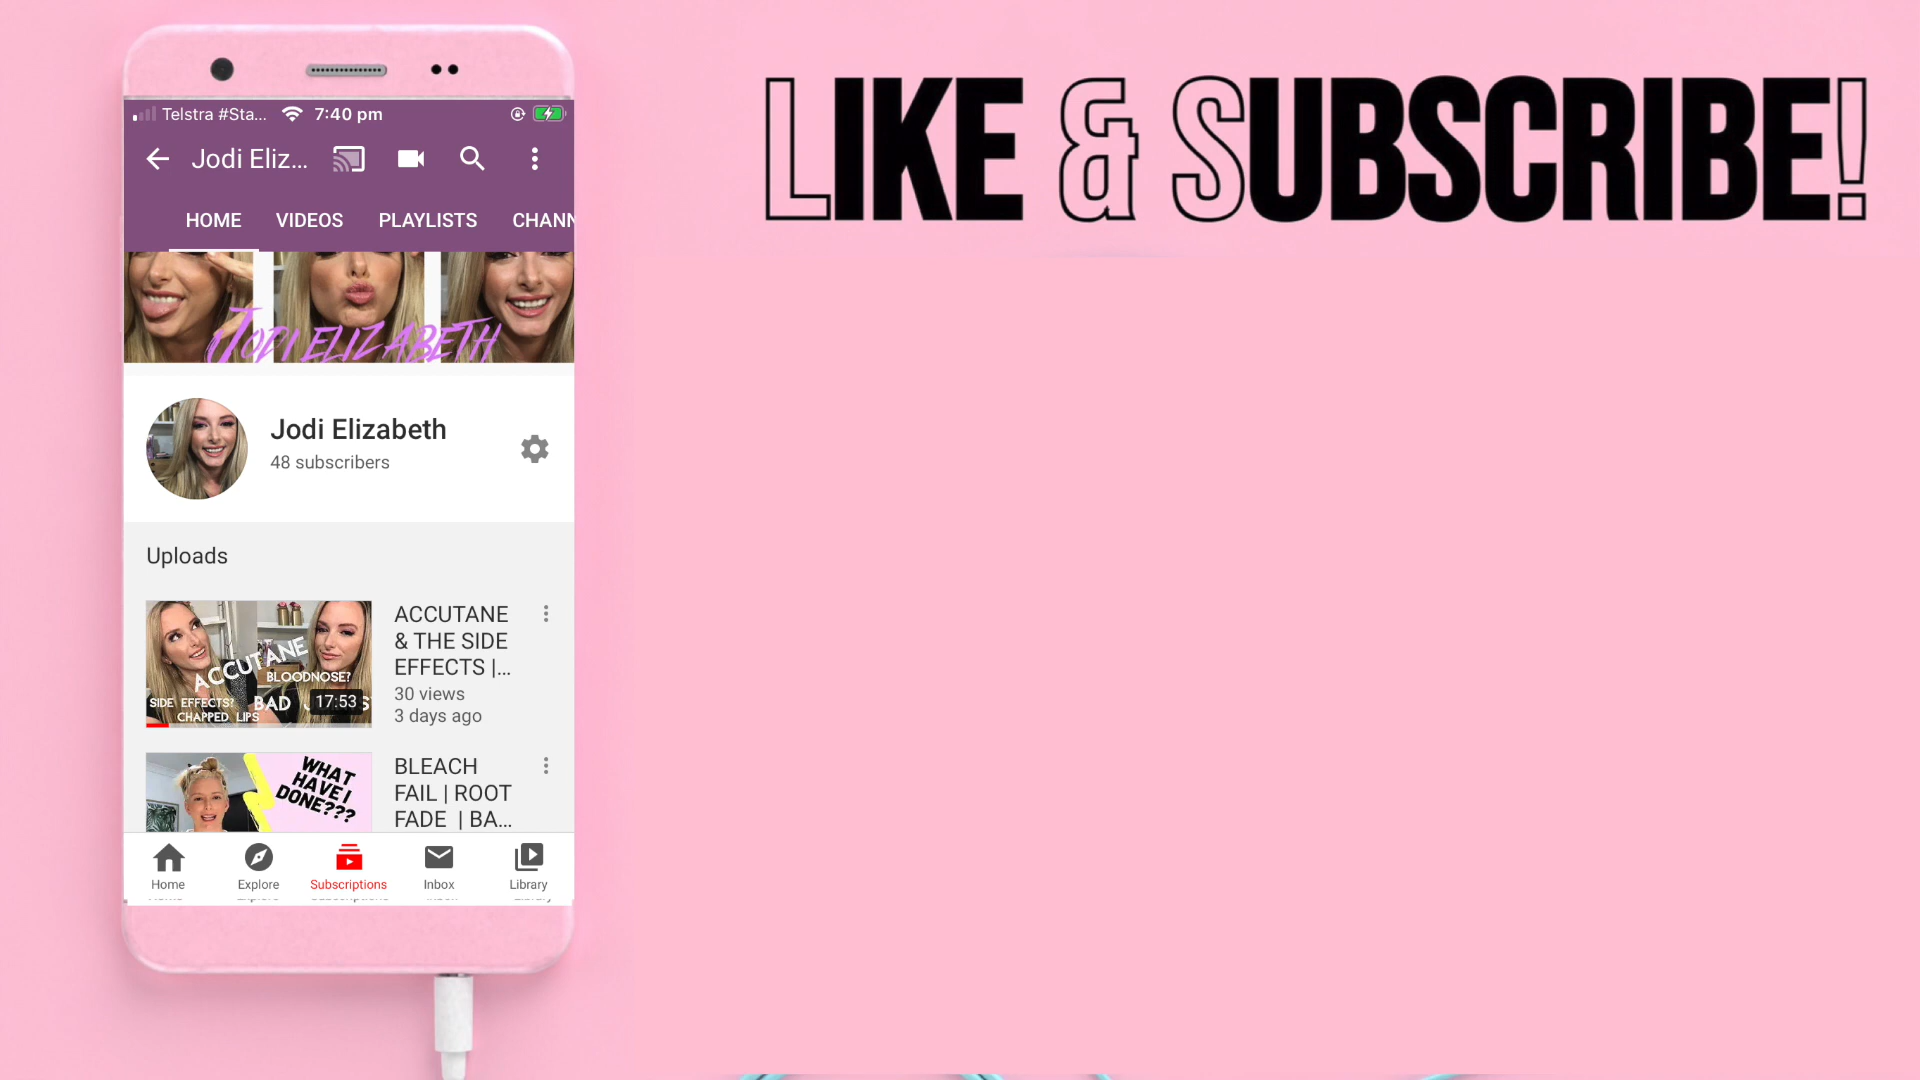 LIKE & SUBSCRIBE!
Telstra #Sta... 7:40 pm
Jodi Eliz...
HOME VIDEOS PLAYLISTS CHANN
JODI ELIZABETH
Jodi Elizabeth
48 subscribers
Uploads
ACCUTANE
BLOODNOSE?
SIDE EFFECTS? BAD
17:53
CHAPPED LIPS
ACCUTANE
& THE SIDE
EFFECTS |...
30 views
3 days ago
WHAT
HAVE I
DONE???
BLEACH
FAIL | ROOT
FADE | BA...
Home Explore Subscriptions Inbox Library